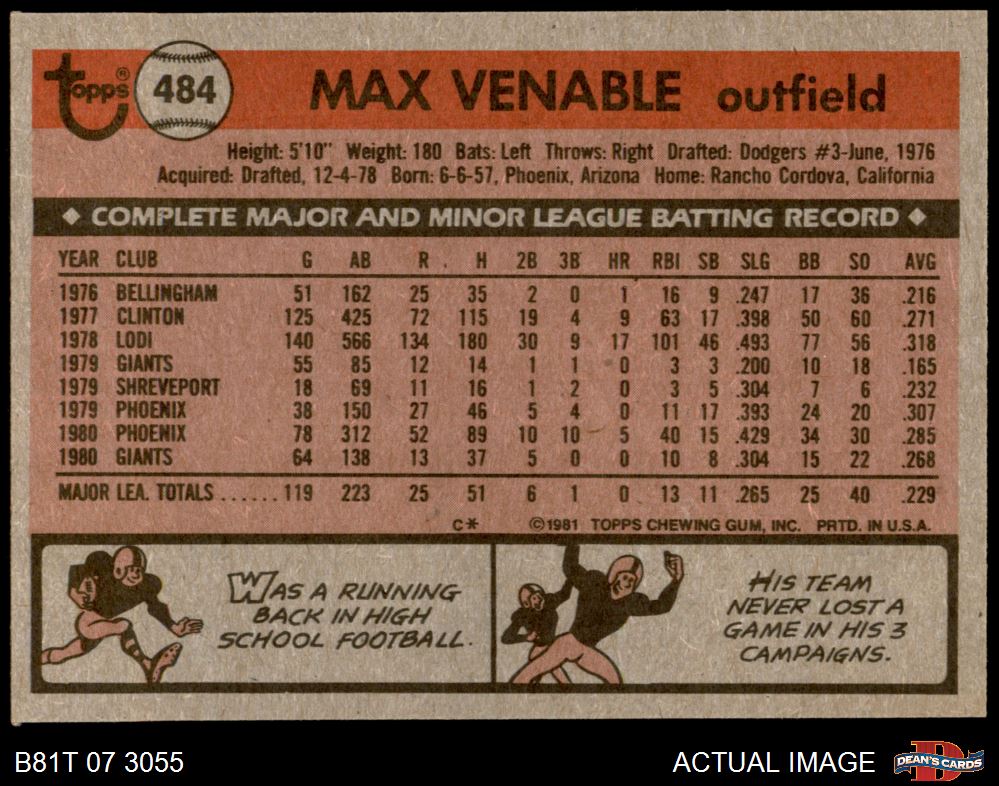 topps® 484 MAX VENABLE outfield
Height: 5'10" Weight: 180 Bats: Left Throws: Right Drafted: Dodgers #3-June, 1976
Acquired: Drafted, 12-4-78 Born: 6-6-57, Phoenix, Arizona Home: Rancho Cordova, California
◆ COMPLETE MAJOR AND MINOR LEAGUE BATTING RECORD ◆
YEAR CLUB G AB R H 2B 3B HR RBI SB SLG BB SO AVG
1976 BELLINGHAM 51 162 25 35 2 0 1 16 9 .247 17 36 .216
1977 CLINTON 125 425 72 115 19 4 9 63 17 .398 50 60 .271
1978 LODI 140 566 134 180 30 9 17 101 46 .493 77 56 .318
1979 GIANTS 55 85 12 14 1 1 0 3 3 .200 10 18 .165
1979 SHREVEPORT 18 69 11 16 1 2 0 3 5 .304 7 6 .232
1979 PHOENIX 38 150 27 46 5 4 0 11 17 .393 24 20 .307
1980 PHOENIX 78 312 52 89 10 10 5 40 15 .429 34 30 .285
1980 GIANTS 64 138 13 37 5 0 0 10 8 .304 15 22 .268
MAJOR LEA. TOTALS ...... 119 223 25 51 6 1 0 13 11 .265 25 40 .229
C* ©1981 TOPPS CHEWING GUM, INC. PRTD. IN U.S.A.
WAS A RUNNING
BACK IN HIGH
SCHOOL FOOTBALL.
HIS TEAM
NEVER LOST A
GAME IN HIS 3
CAMPAIGNS.
B81T 07 3055 ACTUAL IMAGE DEAN'S CARDS